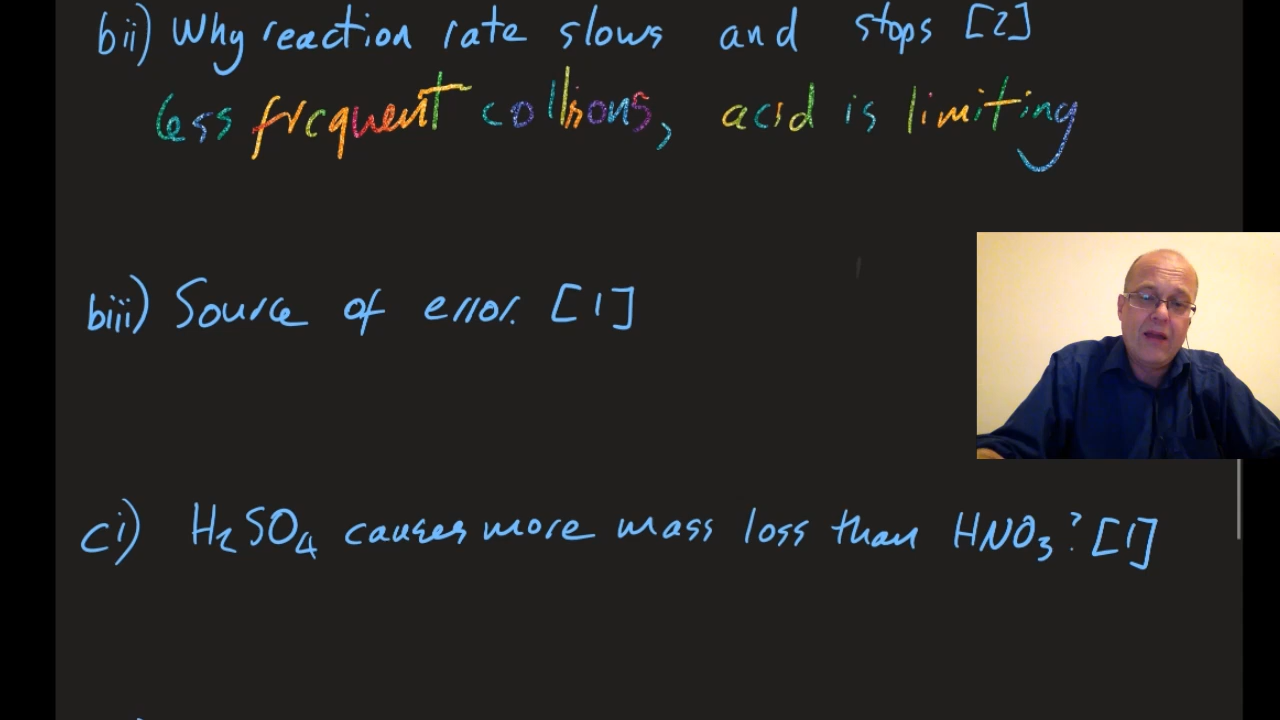 bii) Why reaction rate slows and stops [2]
less frequent collisions, acid is limiting
biii) Source of error. [1]
ci) H₂SO₄ causes more mass loss than HNO₃? [1]